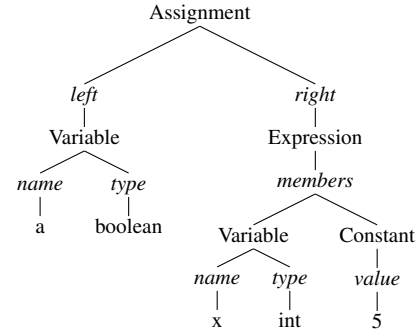 Assignment
left right
Variable Expression
name type members
a boolean
Variable Constant
name type value
x int 5